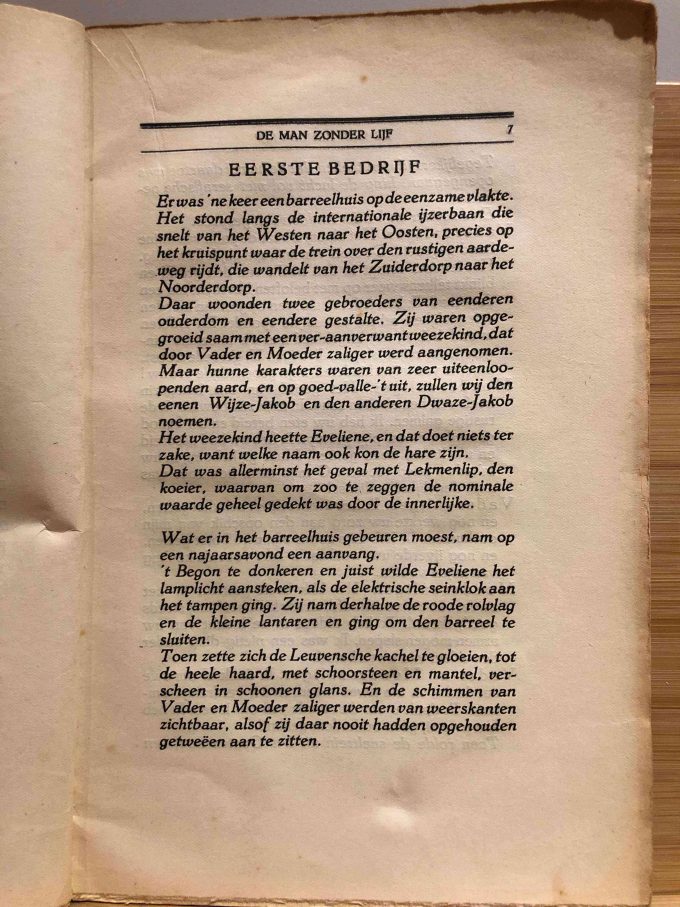 DE MAN ZONDER LIJF 7
EERSTE BEDRIJF
Er was 'ne keer een barreelhuis op de eenzame vlakte.
Het stond langs de internationale ijzerbaan die
snelt van het Westen naar het Oosten, precies op
het kruispunt waar de trein over den rustigen aarde-
weg rijdt, die wandelt van het Zuiderdorp naar het
Noorderdorp.
Daar woonden twee gebroeders van eenderen
ouderdom en eendere gestalte. Zij waren opge-
groeid saam met een ver-aanverwant weezekind, dat
door Vader en Moeder zaliger werd aangenomen.
Maar hunne karakters waren van zeer uiteenloo-
penden aard, en op goed-valle-'t uit, zullen wij den
eenen Wijze-Jakob en den anderen Dwaze-Jakob
noemen.
Het weezekind heette Eveliene, en dat doet niets ter
zake, want welke naam ook kon de hare zijn.
Dat was allerminst het geval met Lekmenlip, den
koeier, waarvan om zoo te zeggen de nominale
waarde geheel gedekt was door de innerlijke.
Wat er in het barreelhuis gebeuren moest, nam op
een najaarsavond een aanvang.
't Begon te donkeren en juist wilde Eveliene het
lamplicht aansteken, als de elektrische seinklok aan
het tampen ging. Zij nam derhalve de roode rolvlag
en de kleine lantaren en ging om den barreel te
sluiten.
Toen zette zich de Leuvensche kachel te gloeien, tot
de heele haard, met schoorsteen en mantel, ver-
scheen in schoonen glans. En de schimmen van
Vader en Moeder zaliger werden van weerskanten
zichtbaar, alsof zij daar nooit hadden opgehouden
getweëen aan te zitten.